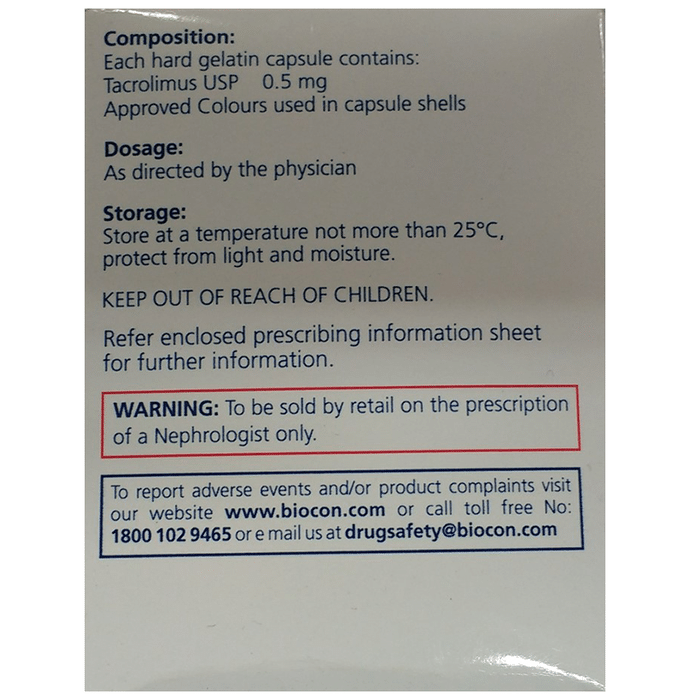 Composition:
Each hard gelatin capsule contains:
Tacrolimus USP 0.5 mg
Approved Colours used in capsule shells
Dosage:
As directed by the physician
Storage:
Store at a temperature not more than 25°C,
protect from light and moisture.
KEEP OUT OF REACH OF CHILDREN.
Refer enclosed prescribing information sheet
for further information.
WARNING: To be sold by retail on the prescription
of a Nephrologist only.
To report adverse events and/or product complaints visit
our website www.biocon.com or call toll free No:
1800 102 9465 or e mail us at drugsafety@biocon.com